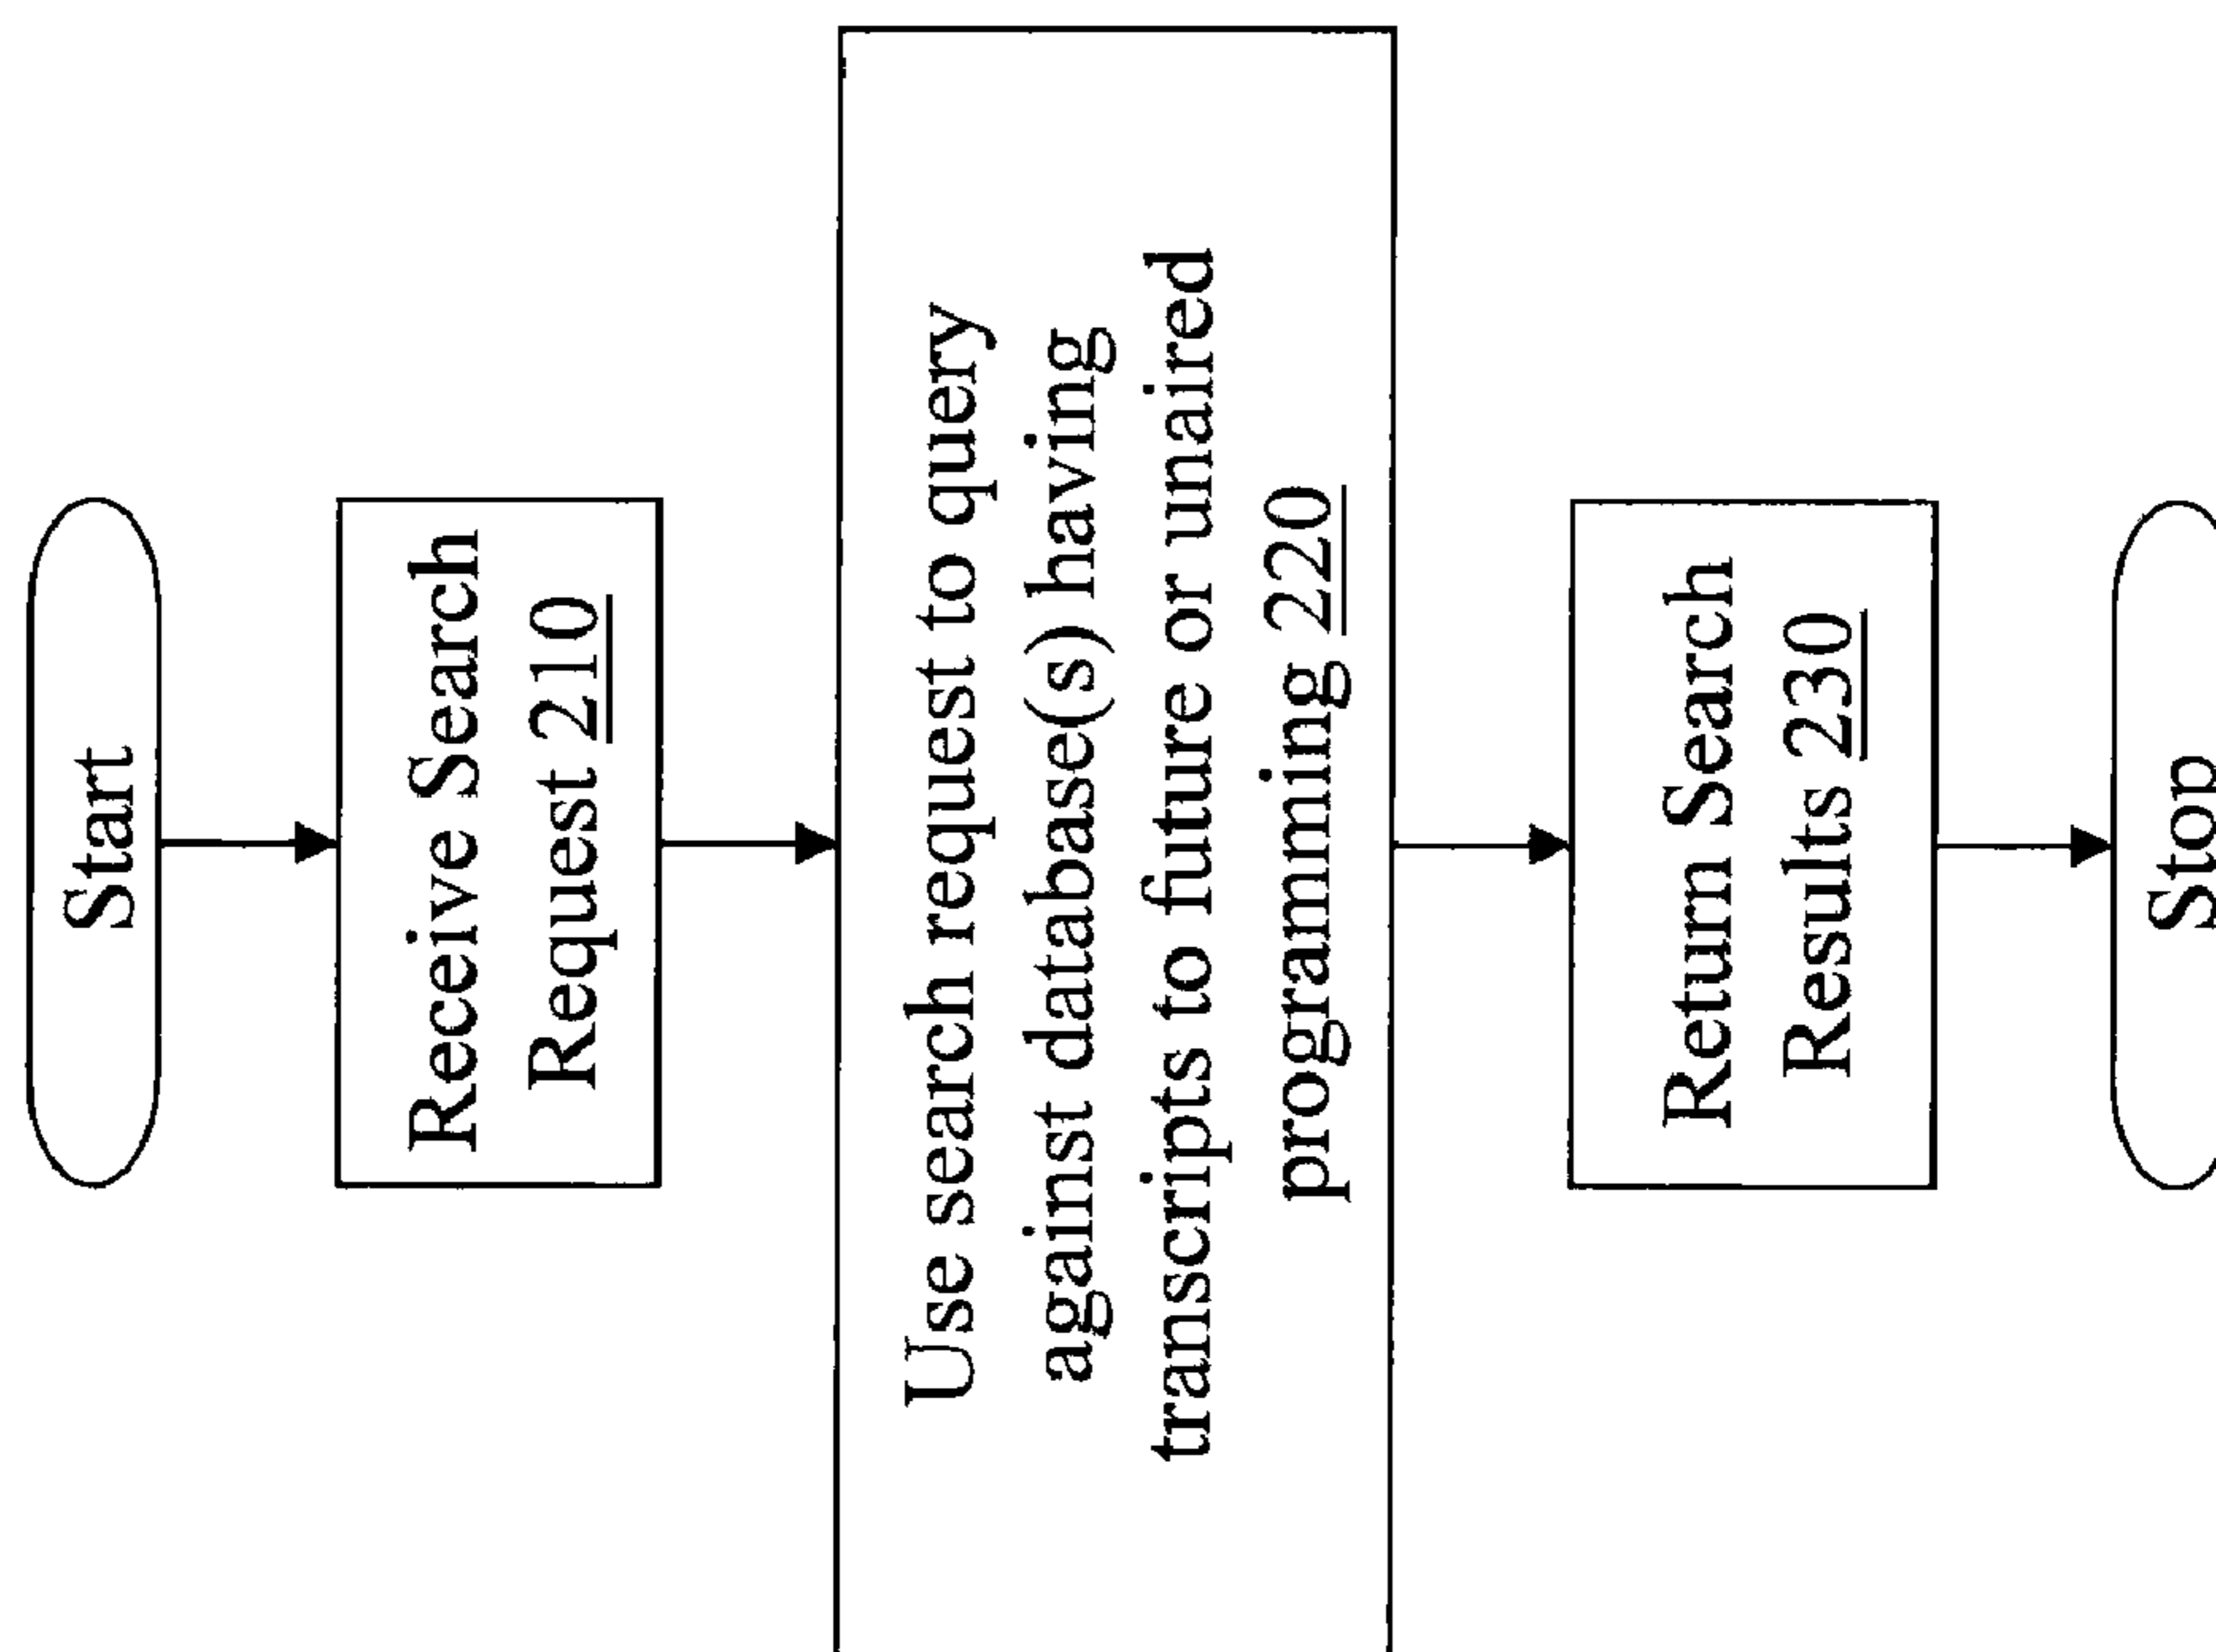 Start
Receive Search
Request 210
Use search request to query
against database(s) having
transcripts to future or unaired
programming 220
Return Search
Results 230
Stop